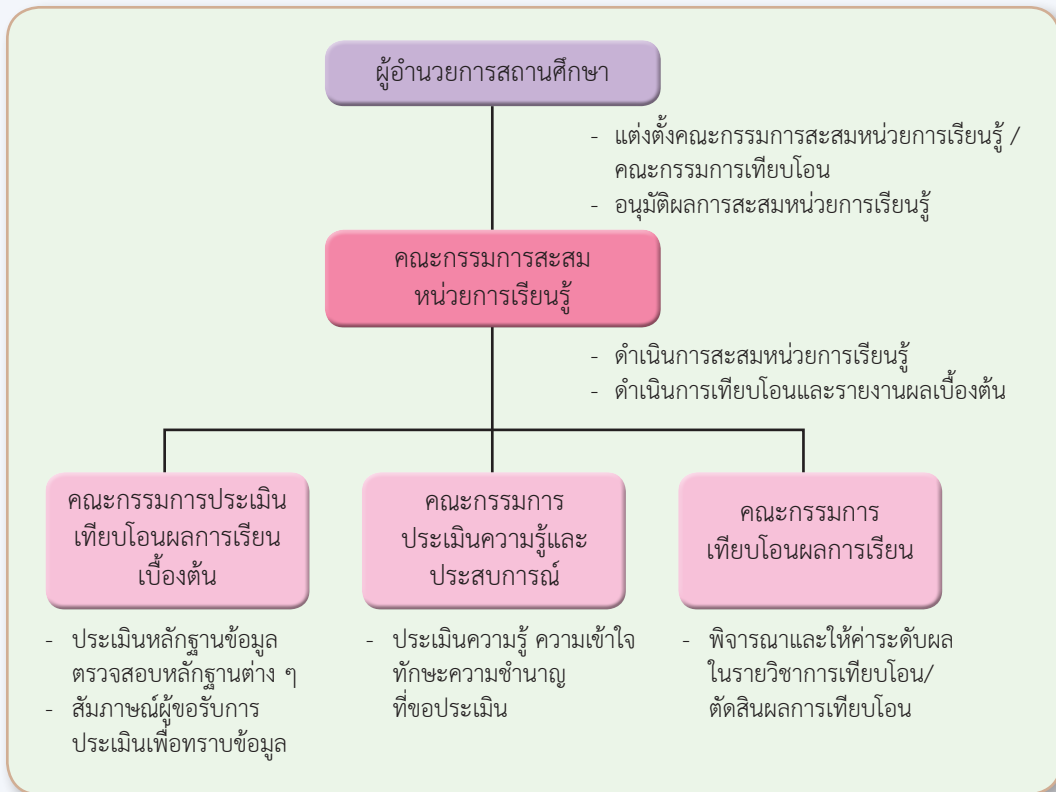 ผู้อำนวยการสถานศึกษา
- แต่งตั้งคณะกรรมการสะสมหน่วยการเรียนรู้ /
คณะกรรมการเทียบโอน
- อนุมัติผลการสะสมหน่วยการเรียนรู้
คณะกรรมการสะสม
หน่วยการเรียนรู้
- ดำเนินการสะสมหน่วยการเรียนรู้
- ดำเนินการเทียบโอนและรายงานผลเบื้องต้น
คณะกรรมการประเมิน
เทียบโอนผลการเรียน
เบื้องต้น
- ประเมินหลักฐานข้อมูล
ตรวจสอบหลักฐานต่าง ๆ
- สัมภาษณ์ผู้ขอรับการ
ประเมินเพื่อทราบข้อมูล
คณะกรรมการ
ประเมินความรู้และ
ประสบการณ์
- ประเมินความรู้ ความเข้าใจ
ทักษะความชำนาญ
ที่ขอประเมิน
คณะกรรมการ
เทียบโอนผลการเรียน
- พิจารณาและให้ค่าระดับผล
ในรายวิชาการเทียบโอน/
ตัดสินผลการเทียบโอน